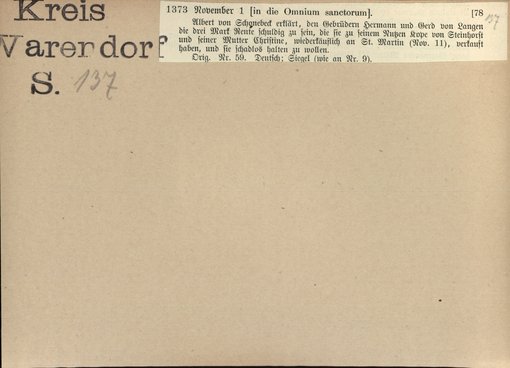 Kreis
Warendorf
S. 137
1373 November 1 [in die Omnium sanctorum]. [78
137
Albert von Schgnebek erklärt, den Gebrüdern Hermann und Gerd von Langen
die drei Mark Rente schuldig zu sein, die sie zu seinem Nutzen Kope von Steinhorst
und seiner Mutter Christine, wiederkäuflich an St. Martin (Nov. 11), verkauft
haben, und sie schadlos halten zu wollen.
Orig. Nr. 59. Deutsch; Siegel (wie an Nr. 9).